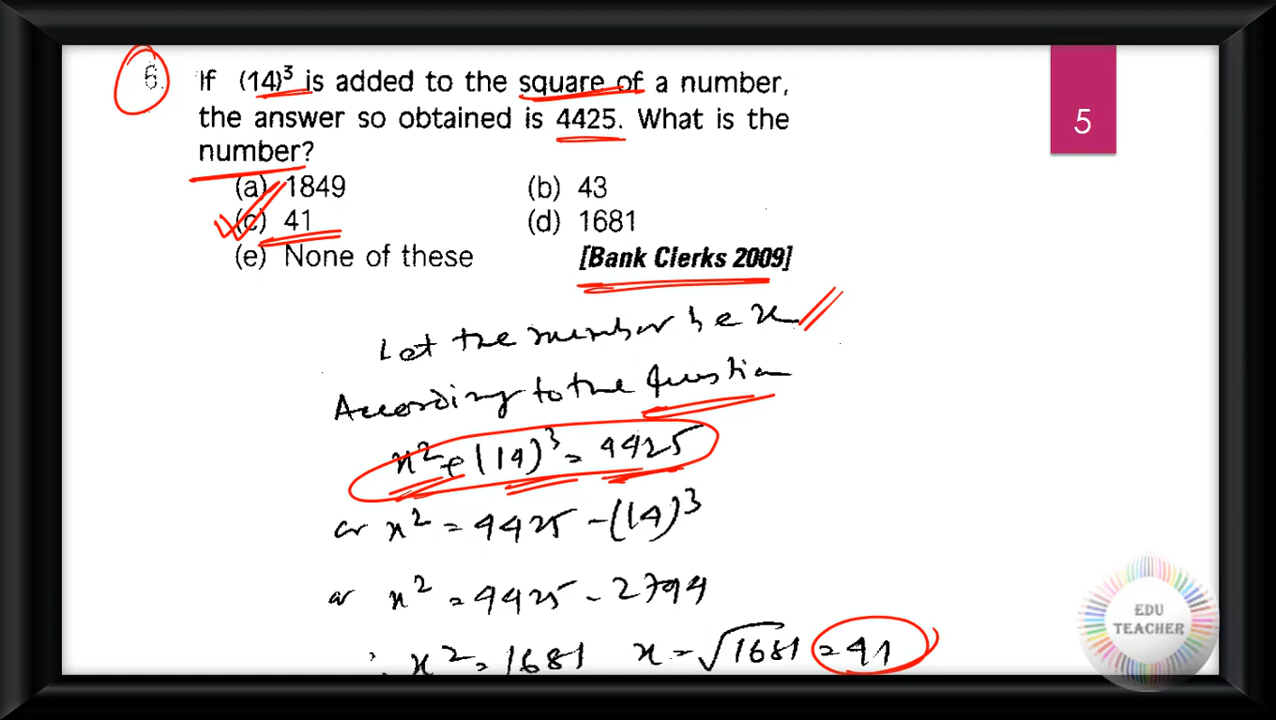 5
6. If (14)³ is added to the square of a number,
the answer so obtained is 4425. What is the
number?
(a) 1849 (b) 43
(c) 41 (d) 1681
(e) None of these [Bank Clerks 2009]
Let the number be x
According to the Question
x² + (14)³ = 4425
or x² = 4425 - (14)³
or x² = 4425 - 2744
∴ x² = 1681 x = √1681 = 41
EDU
TEACHER